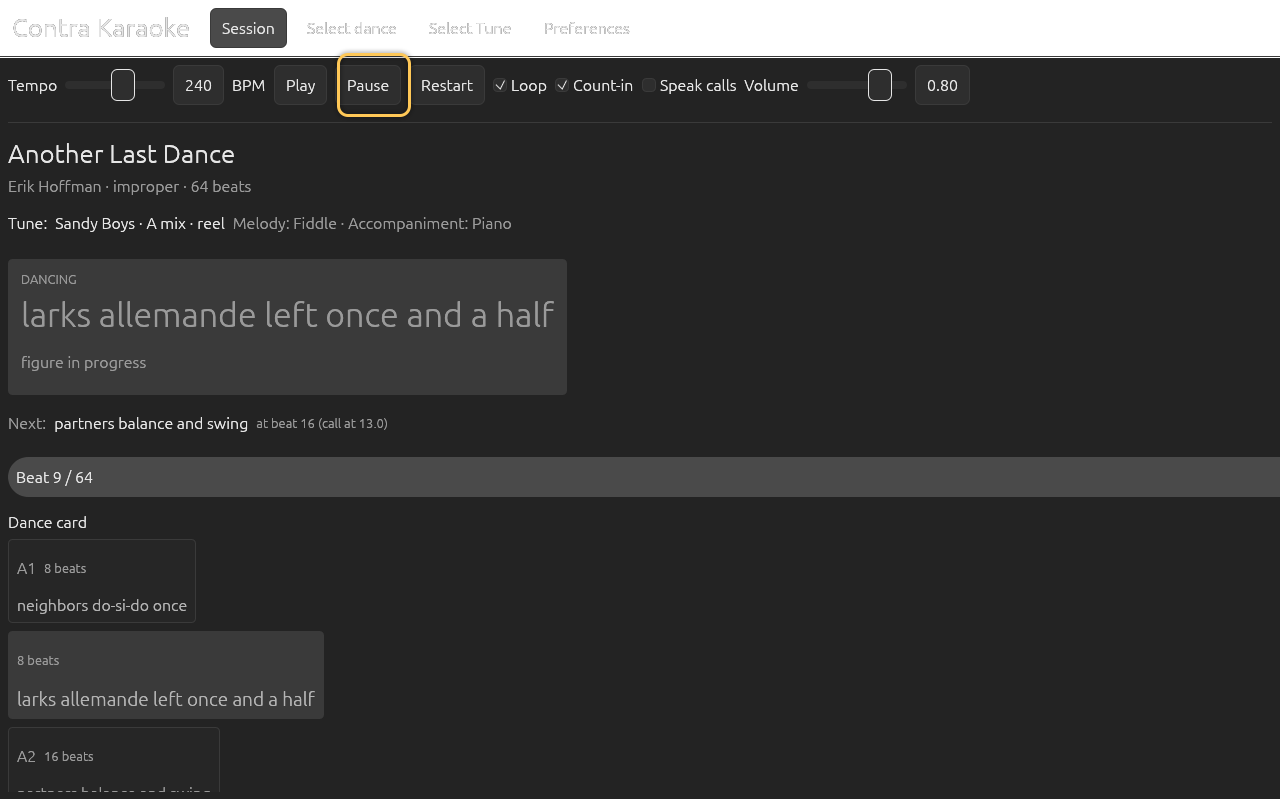 Contra Karaoke Session Select dance Select Tune Preferences
Tempo 240 BPM Play Pause Restart Loop Count-in Speak calls Volume 0.80
Another Last Dance
Erik Hoffman · improper · 64 beats
Tune: Sandy Boys · A mix · reel Melody: Fiddle · Accompaniment: Piano
DANCING
larks allemande left once and a half
figure in progress
Next: partners balance and swing at beat 16 (call at 13.0)
Beat 9 / 64
Dance card
A1 8 beats
neighbors do-si-do once
8 beats
larks allemande left once and a half
A2 16 beats
partners balance and swing